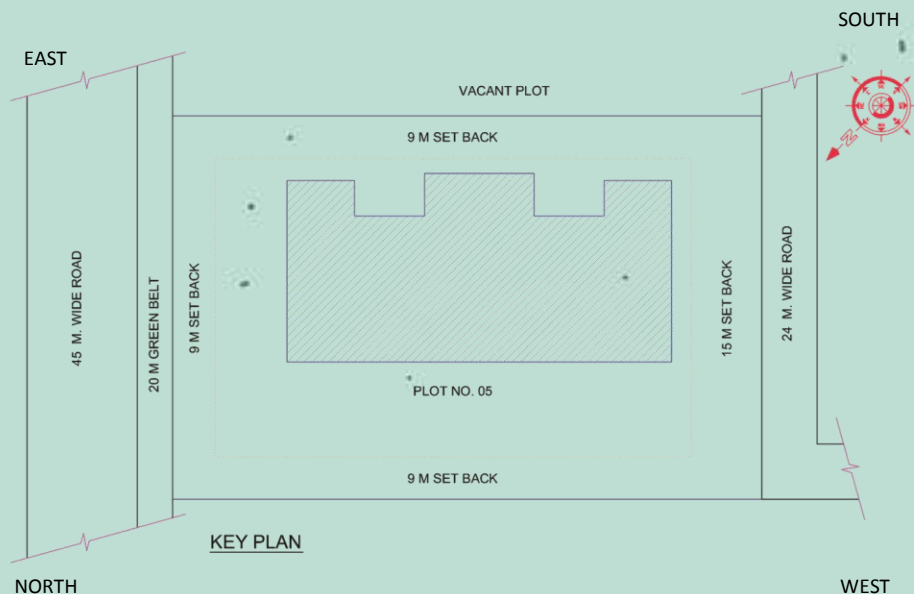 SOUTH
EAST
VACANT PLOT
9 M SET BACK
N
45 M. WIDE ROAD
20 M GREEN BELT
9 M SET BACK
15 M SET BACK
24 M. WIDE ROAD
PLOT NO. 05
9 M SET BACK
KEY PLAN
NORTH
WEST